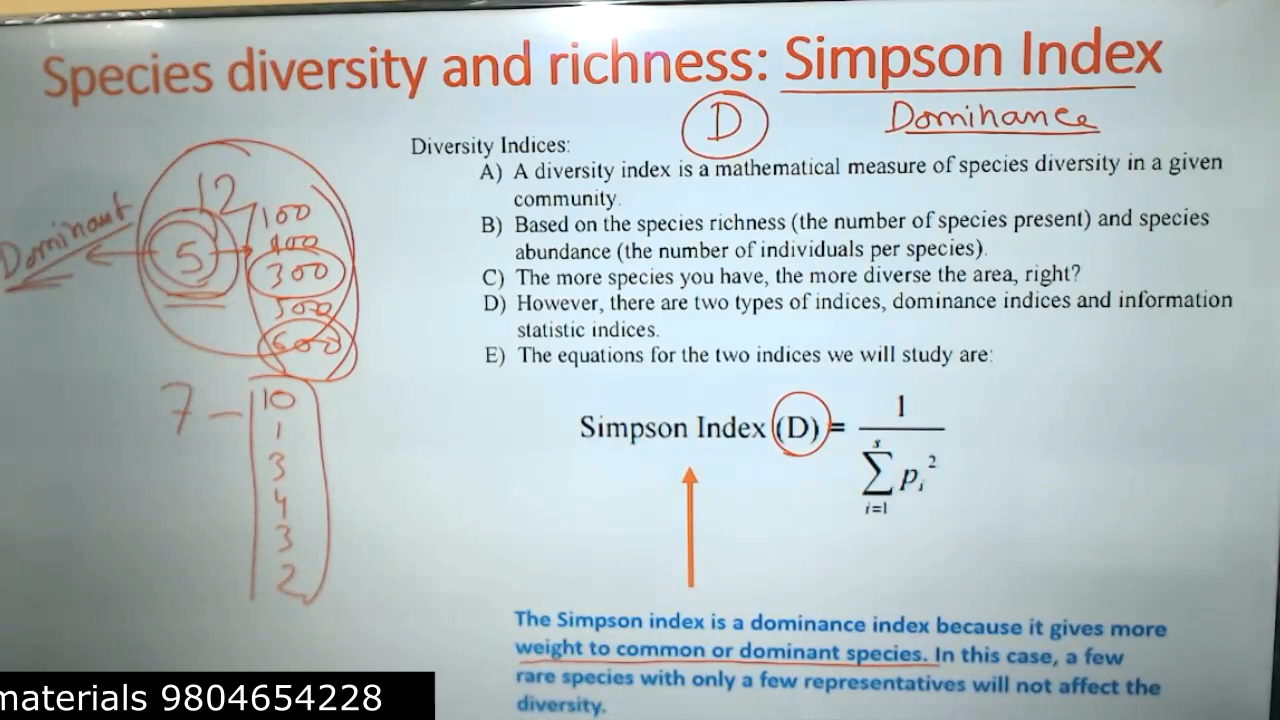 Species diversity and richness: Simpson Index
D
Dominance
Diversity Indices:
A) A diversity index is a mathematical measure of species diversity in a given
community.
B) Based on the species richness (the number of species present) and species
abundance (the number of individuals per species).
C) The more species you have, the more diverse the area, right?
D) However, there are two types of indices, dominance indices and information
statistic indices.
E) The equations for the two indices we will study are:
Simpson Index (D) = 1 / s ∑ i=1 pᵢ²
The Simpson index is a dominance index because it gives more
weight to common or dominant species. In this case, a few
rare species with only a few representatives will not affect the
diversity.
12
Dominant
5
100
300
500
7 -
10
1
3
4
3
2
materials 9804654228